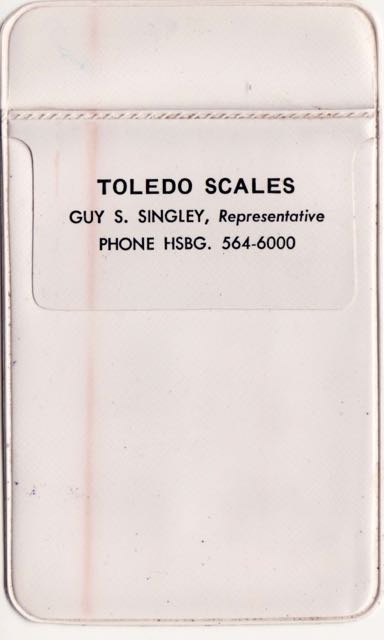 TOLEDO SCALES
GUY S. SINGLEY, Representative
PHONE HSBG. 564-6000